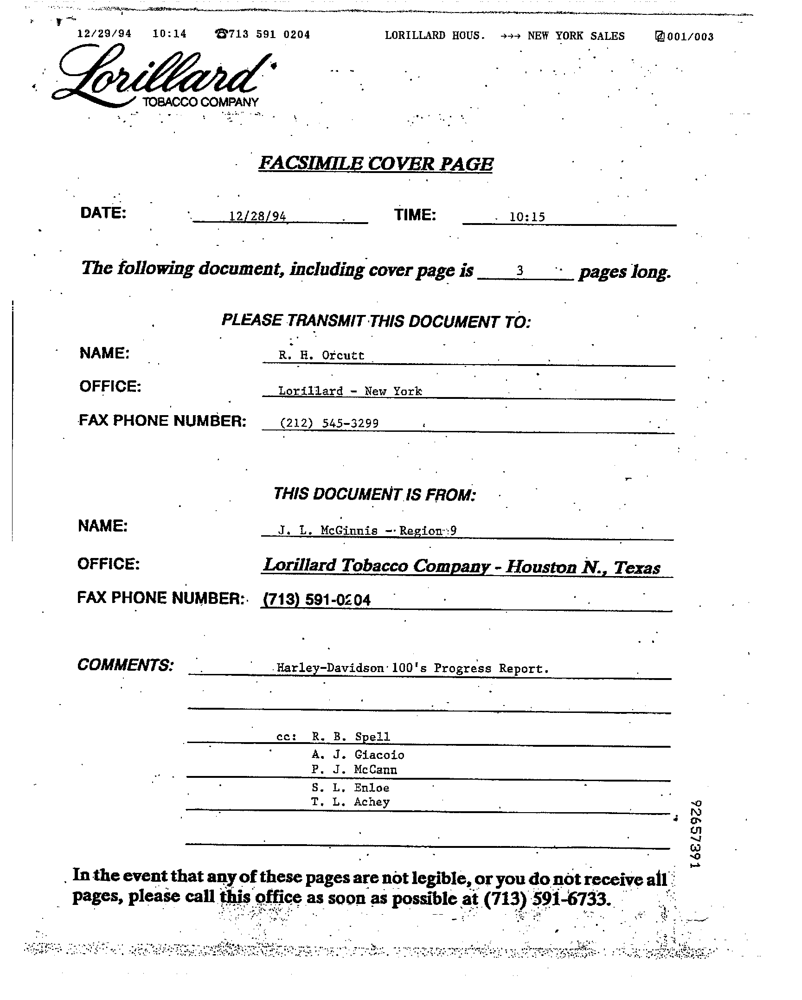 12/29/94 10:14 ☎713 591 0204 LORILLARD HOUS. →→→ NEW YORK SALES 001/003
Lorillard
TOBACCO COMPANY
FACSIMILE COVER PAGE
DATE: 12/28/94 TIME: 10:15
The following document, including cover page is 3 pages long.
PLEASE TRANSMIT THIS DOCUMENT TO:
NAME: R. H. Orcutt
OFFICE: Lorillard - New York
FAX PHONE NUMBER: (212) 545-3299
THIS DOCUMENT IS FROM:
NAME: J. L. McGinnis - Region 9
OFFICE: Lorillard Tobacco Company - Houston N., Texas
FAX PHONE NUMBER: (713) 591-0204
COMMENTS: Harley-Davidson 100's Progress Report.
cc: R. B. Spell
A. J. Giacoio
P. J. McCann
S. L. Enloe
T. L. Achey
92657391
In the event that any of these pages are not legible, or you do not receive all
pages, please call this office as soon as possible at (713) 591-6733.